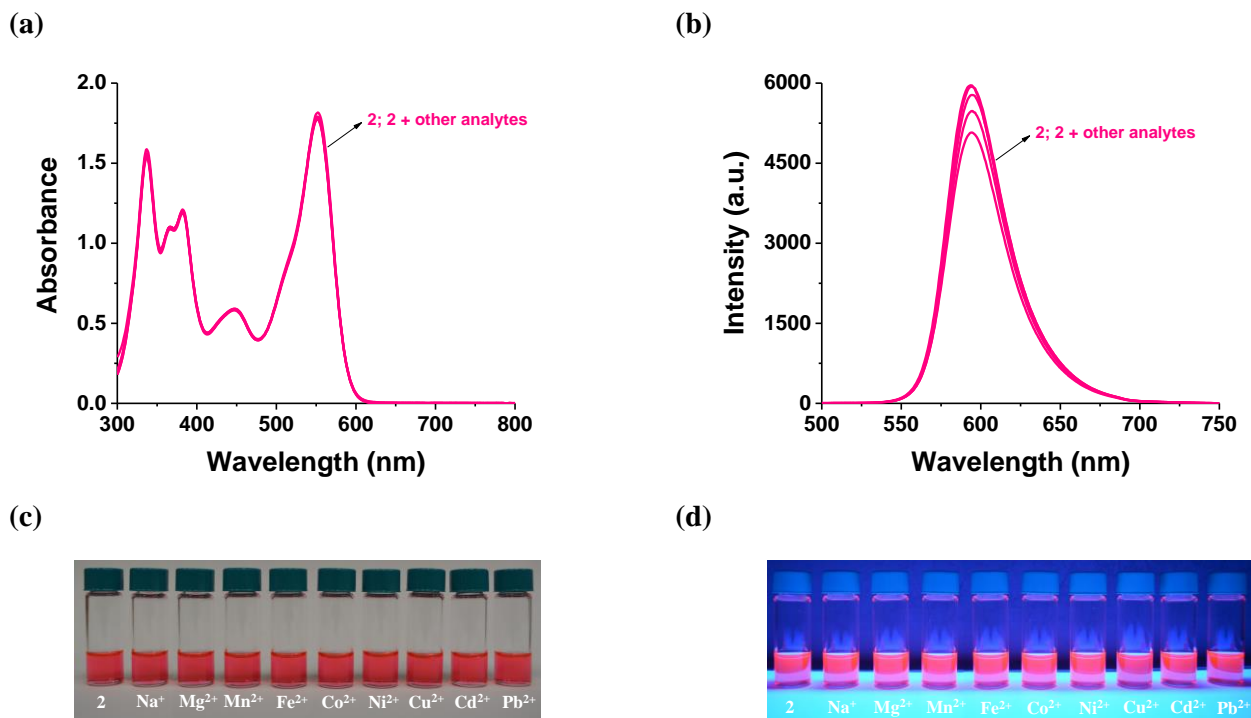 (a)
(b)
2.0
1.5
1.0
0.5
0.0
Absorbance
2; 2 + other analytes
300 400 500 600 700 800
Wavelength (nm)
6000
4500
3000
1500
0
Intensity (a.u.)
2; 2 + other analytes
500 550 600 650 700 750
Wavelength (nm)
(c)
(d)
2 Na⁺ Mg²⁺ Mn²⁺ Fe²⁺ Co²⁺ Ni²⁺ Cu²⁺ Cd²⁺ Pb²⁺
2 Na⁺ Mg²⁺ Mn²⁺ Fe²⁺ Co²⁺ Ni²⁺ Cu²⁺ Cd²⁺ Pb²⁺